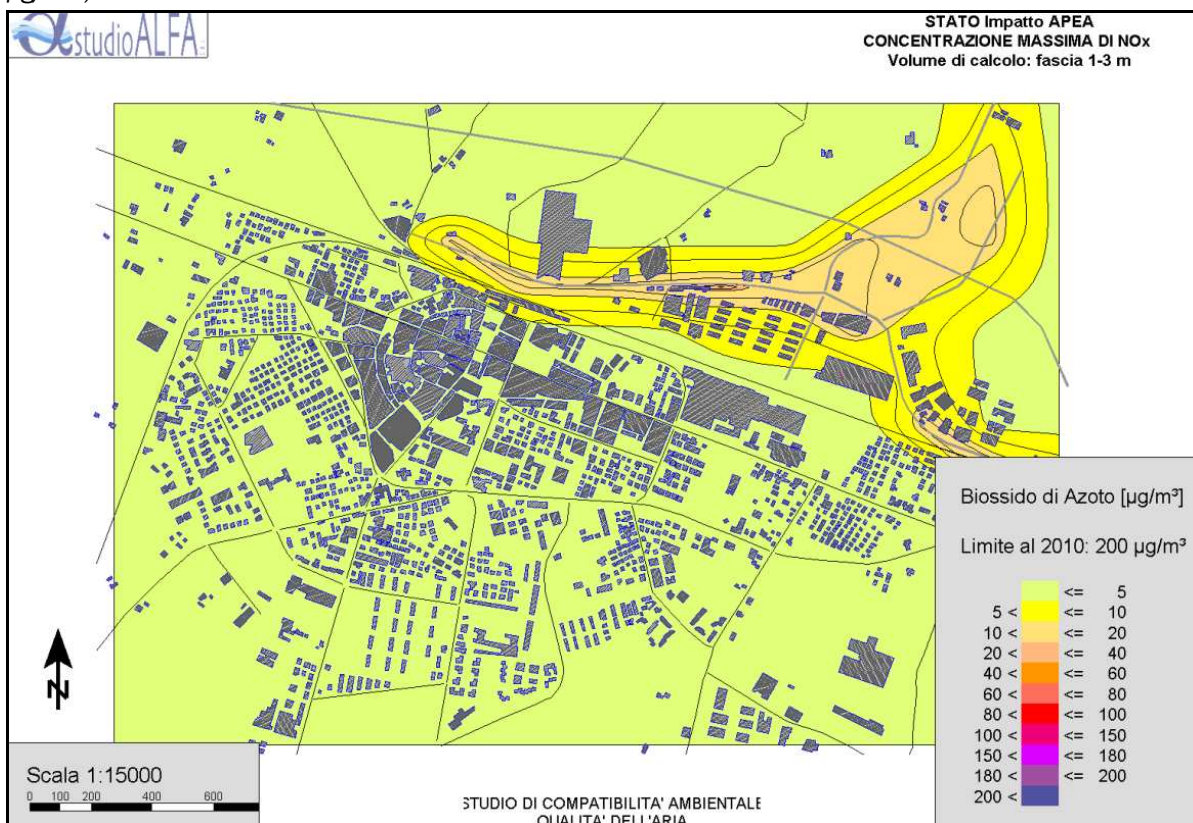 studioALFA
STATO Impatto APEA
CONCENTRAZIONE MASSIMA DI NOx
Volume di calcolo: fascia 1-3 m
N
Biossido di Azoto [µg/m³]
Limite al 2010: 200 µg/m³
<= 5
5 < <= 10
10 < <= 20
20 < <= 40
40 < <= 60
60 < <= 80
80 < <= 100
100 < <= 150
150 < <= 180
180 < <= 200
200 <
Scala 1:15000
0 100 200 400 600
STUDIO DI COMPATIBILITA' AMBIENTALE
QUALITA' DELL'ARIA